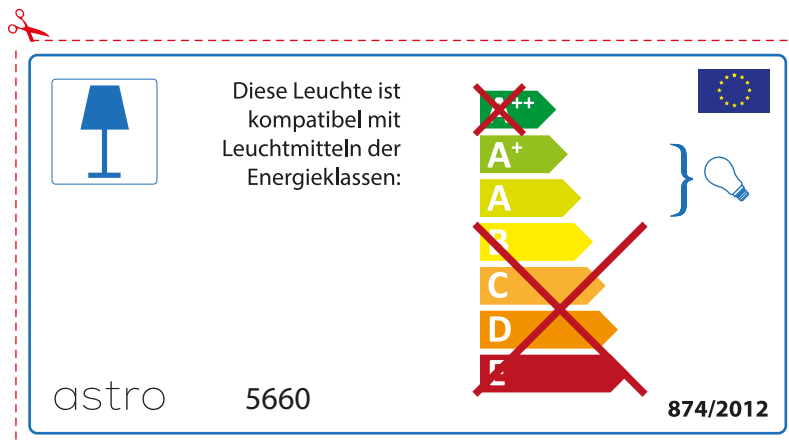 Diese Leuchte ist
kompatibel mit
Leuchtmitteln der
Energieklassen:
A++
A+
A
B
C
D
E
astro
5660
874/2012